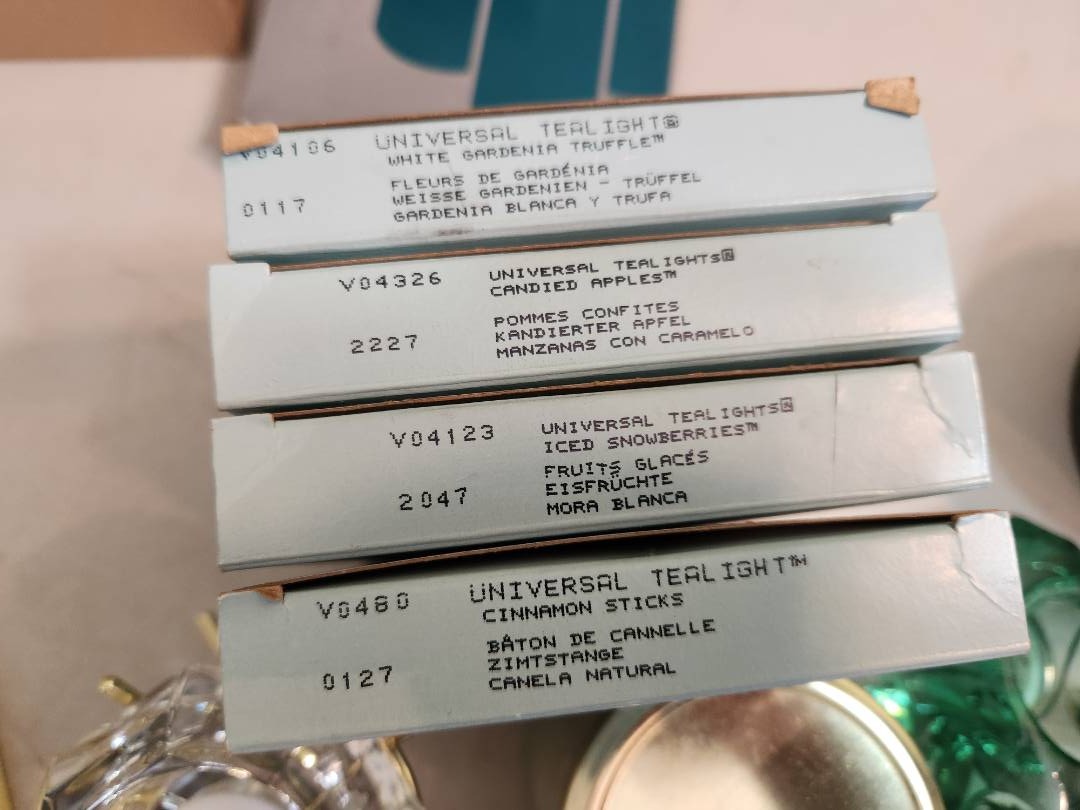 V04106 UNIVERSAL TEALIGHT®
WHITE GARDENIA TRUFFLE™
FLEURS DE GARDÉNIA
WEISSE GARDENIEN - TRÜFFEL
0117 GARDENIA BLANCA Y TRUFA
V04326 UNIVERSAL TEALIGHTS®
CANDIED APPLES™
POMMES CONFITES
2227 KANDIERTER APFEL
MANZANAS CON CARAMELO
V04123 UNIVERSAL TEALIGHTS®
ICED SNOWBERRIES™
FRUITS GLACÉS
2047 EISFRÜCHTE
MORA BLANCA
V0480 UNIVERSAL TEALIGHT™
CINNAMON STICKS
BÂTON DE CANNELLE
ZIMTSTANGE
0127 CANELA NATURAL